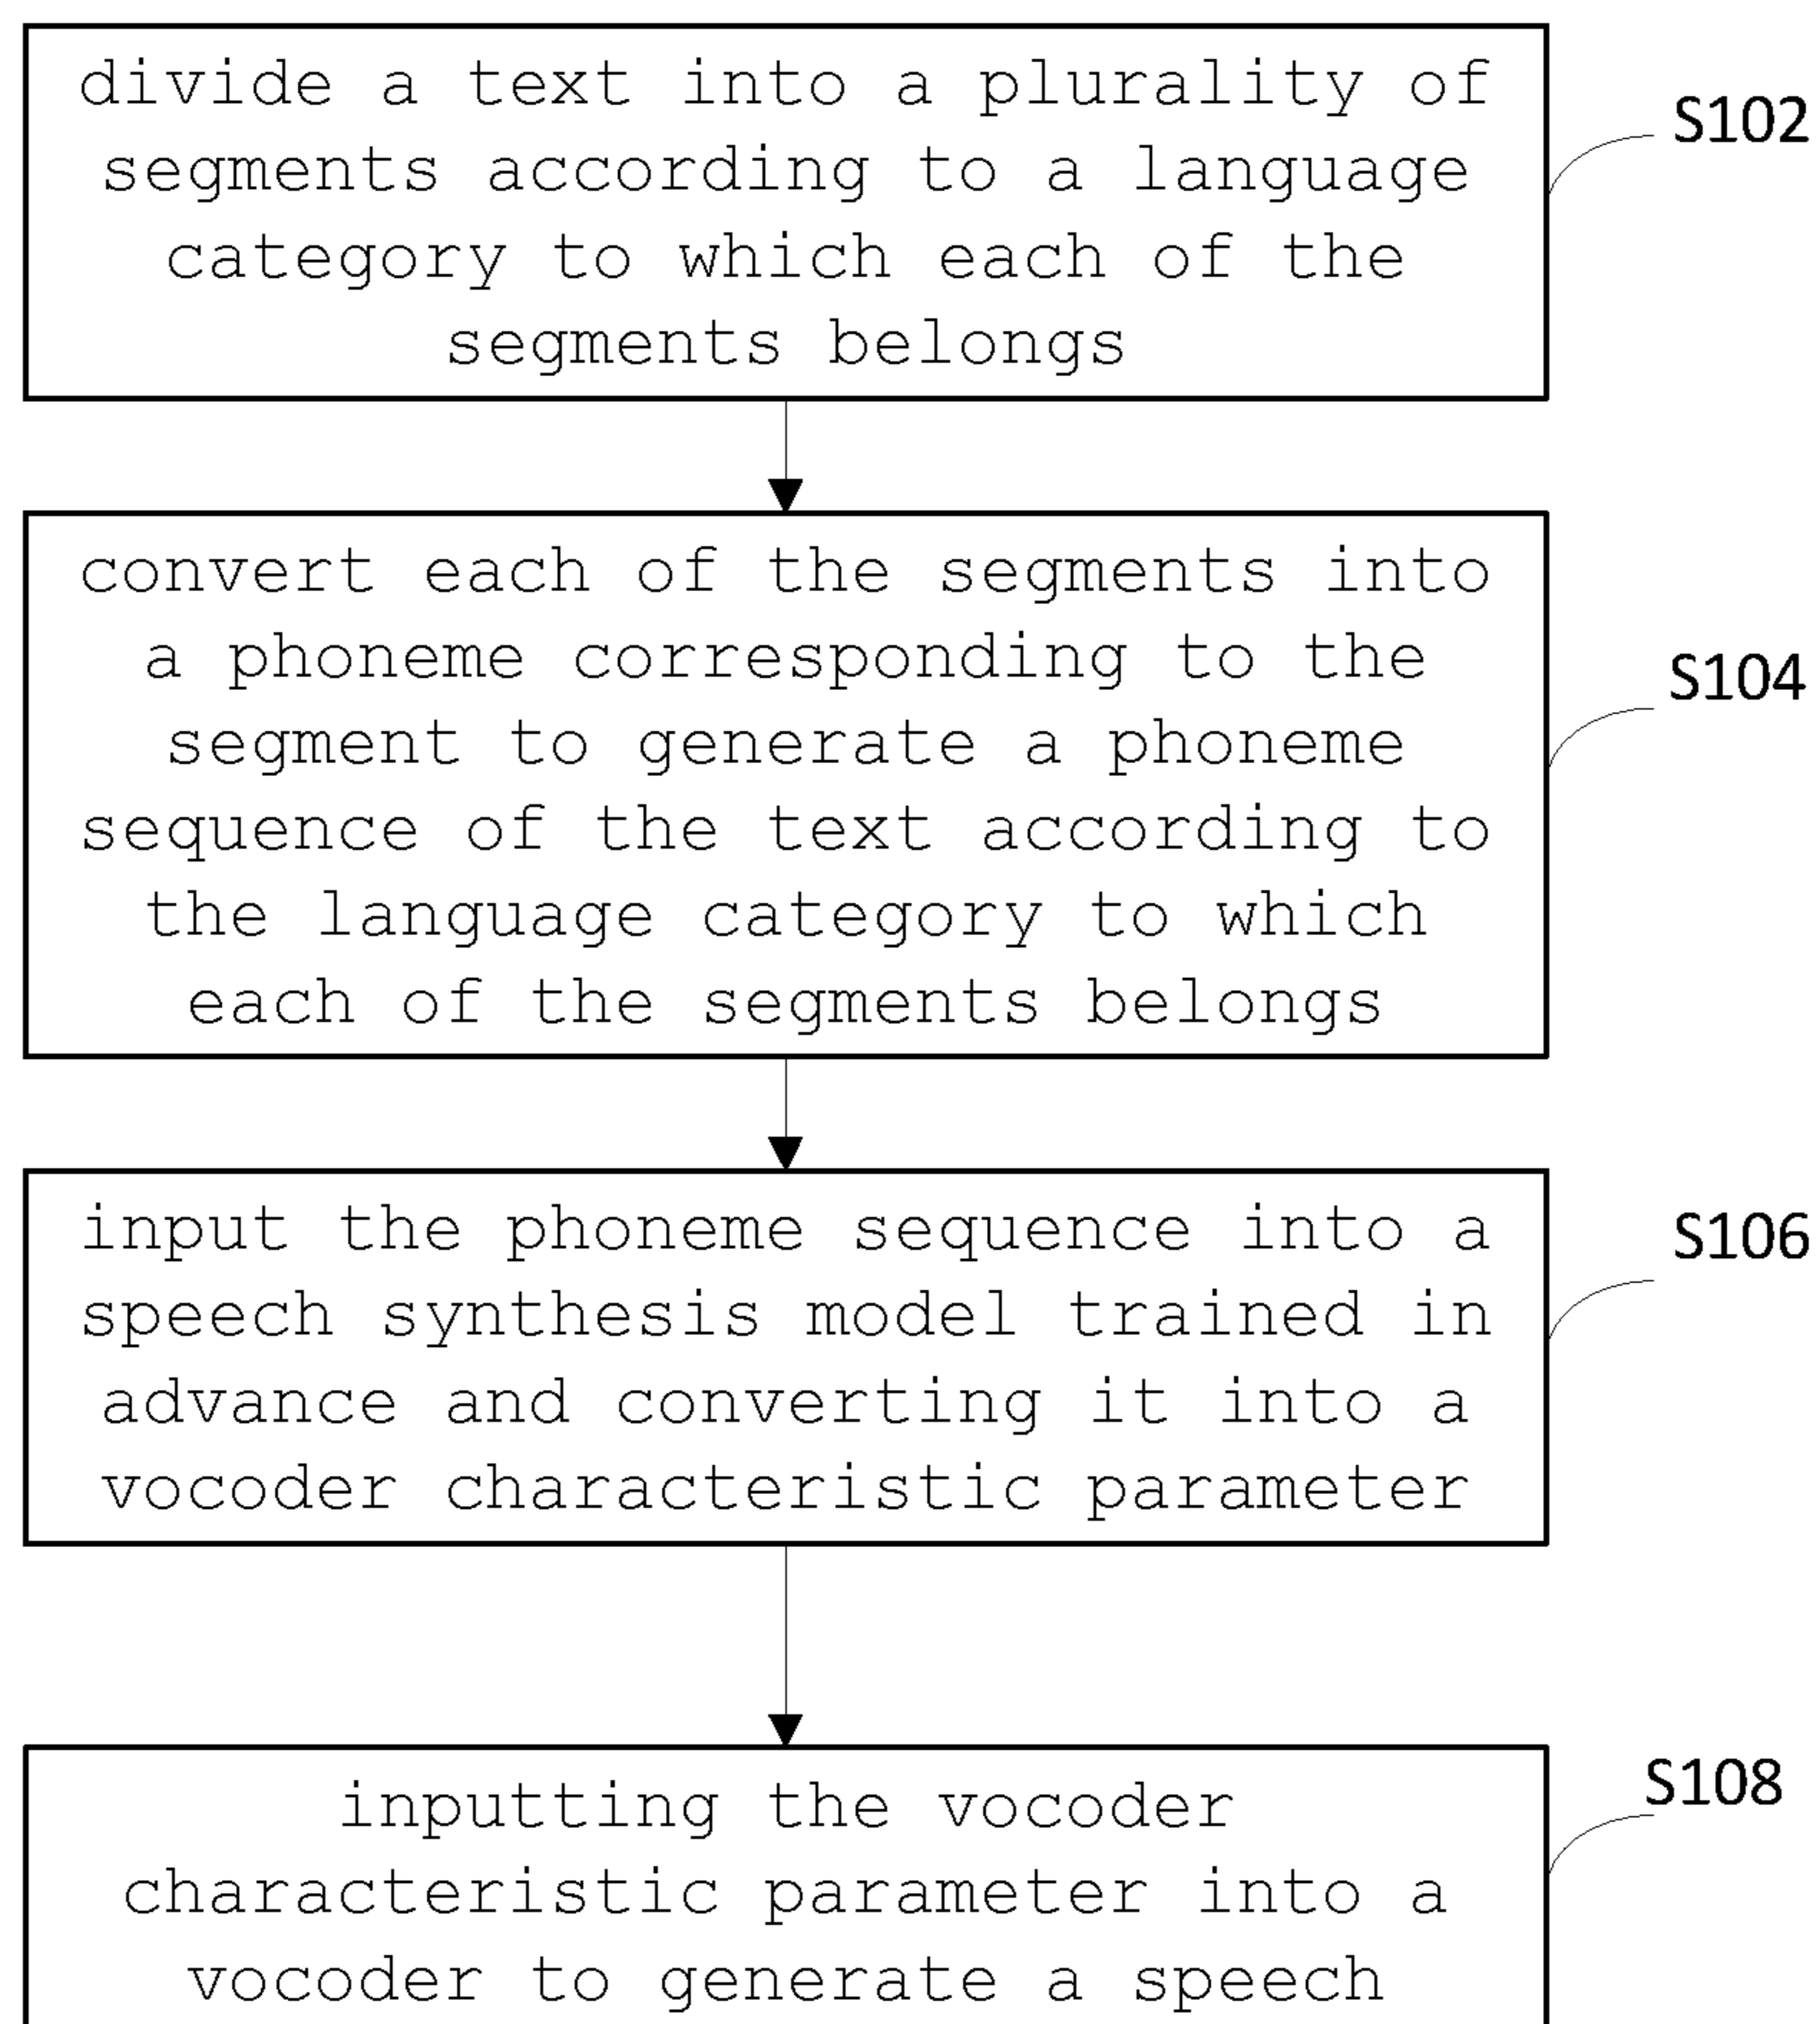 divide a text into a plurality of
segments according to a language
category to which each of the
segments belongs
S102
convert each of the segments into
a phoneme corresponding to the
segment to generate a phoneme
sequence of the text according to
the language category to which
each of the segments belongs
S104
input the phoneme sequence into a
speech synthesis model trained in
advance and converting it into a
vocoder characteristic parameter
S106
inputting the vocoder
characteristic parameter into a
vocoder to generate a speech
S108